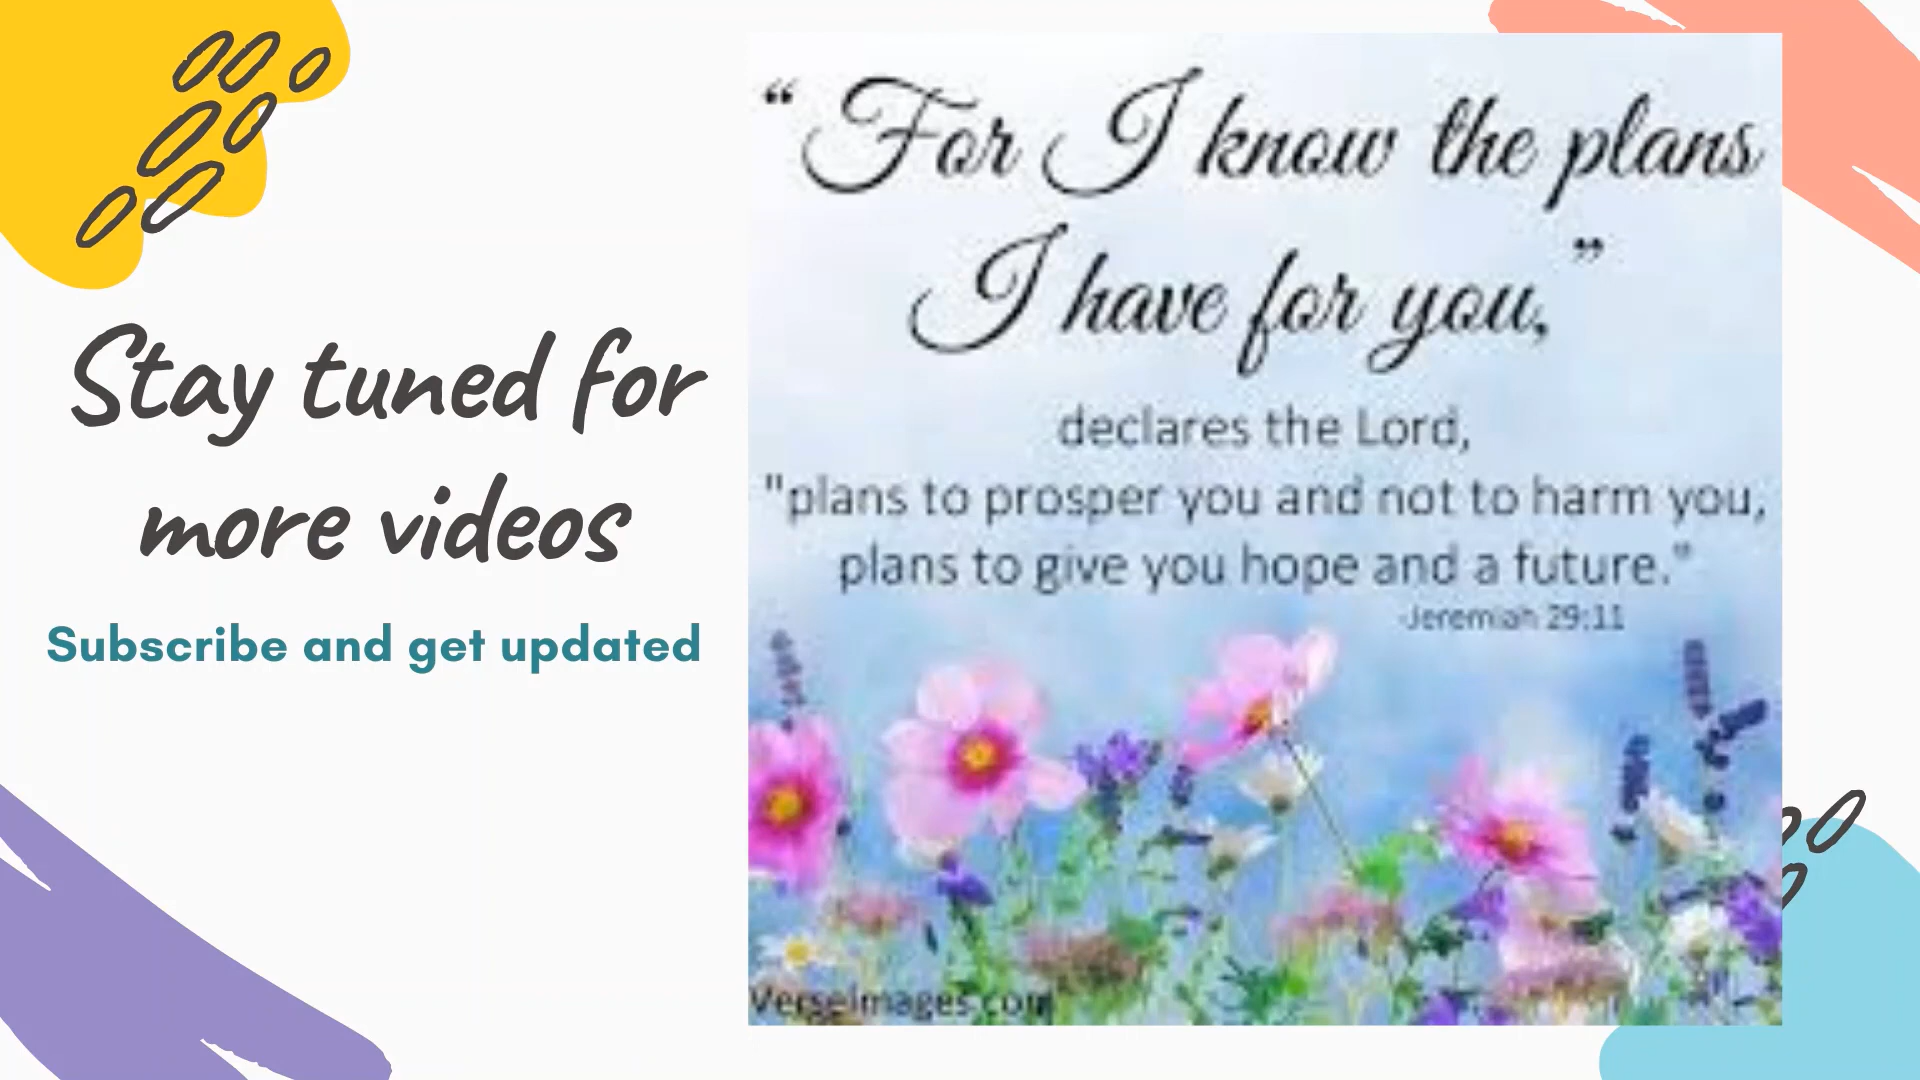 Stay tuned for
more videos
Subscribe and get updated
“For I know the plans
I have for you,”
declares the Lord,
"plans to prosper you and not to harm you,
plans to give you hope and a future."
-Jeremiah 29:11
VerseImages.com